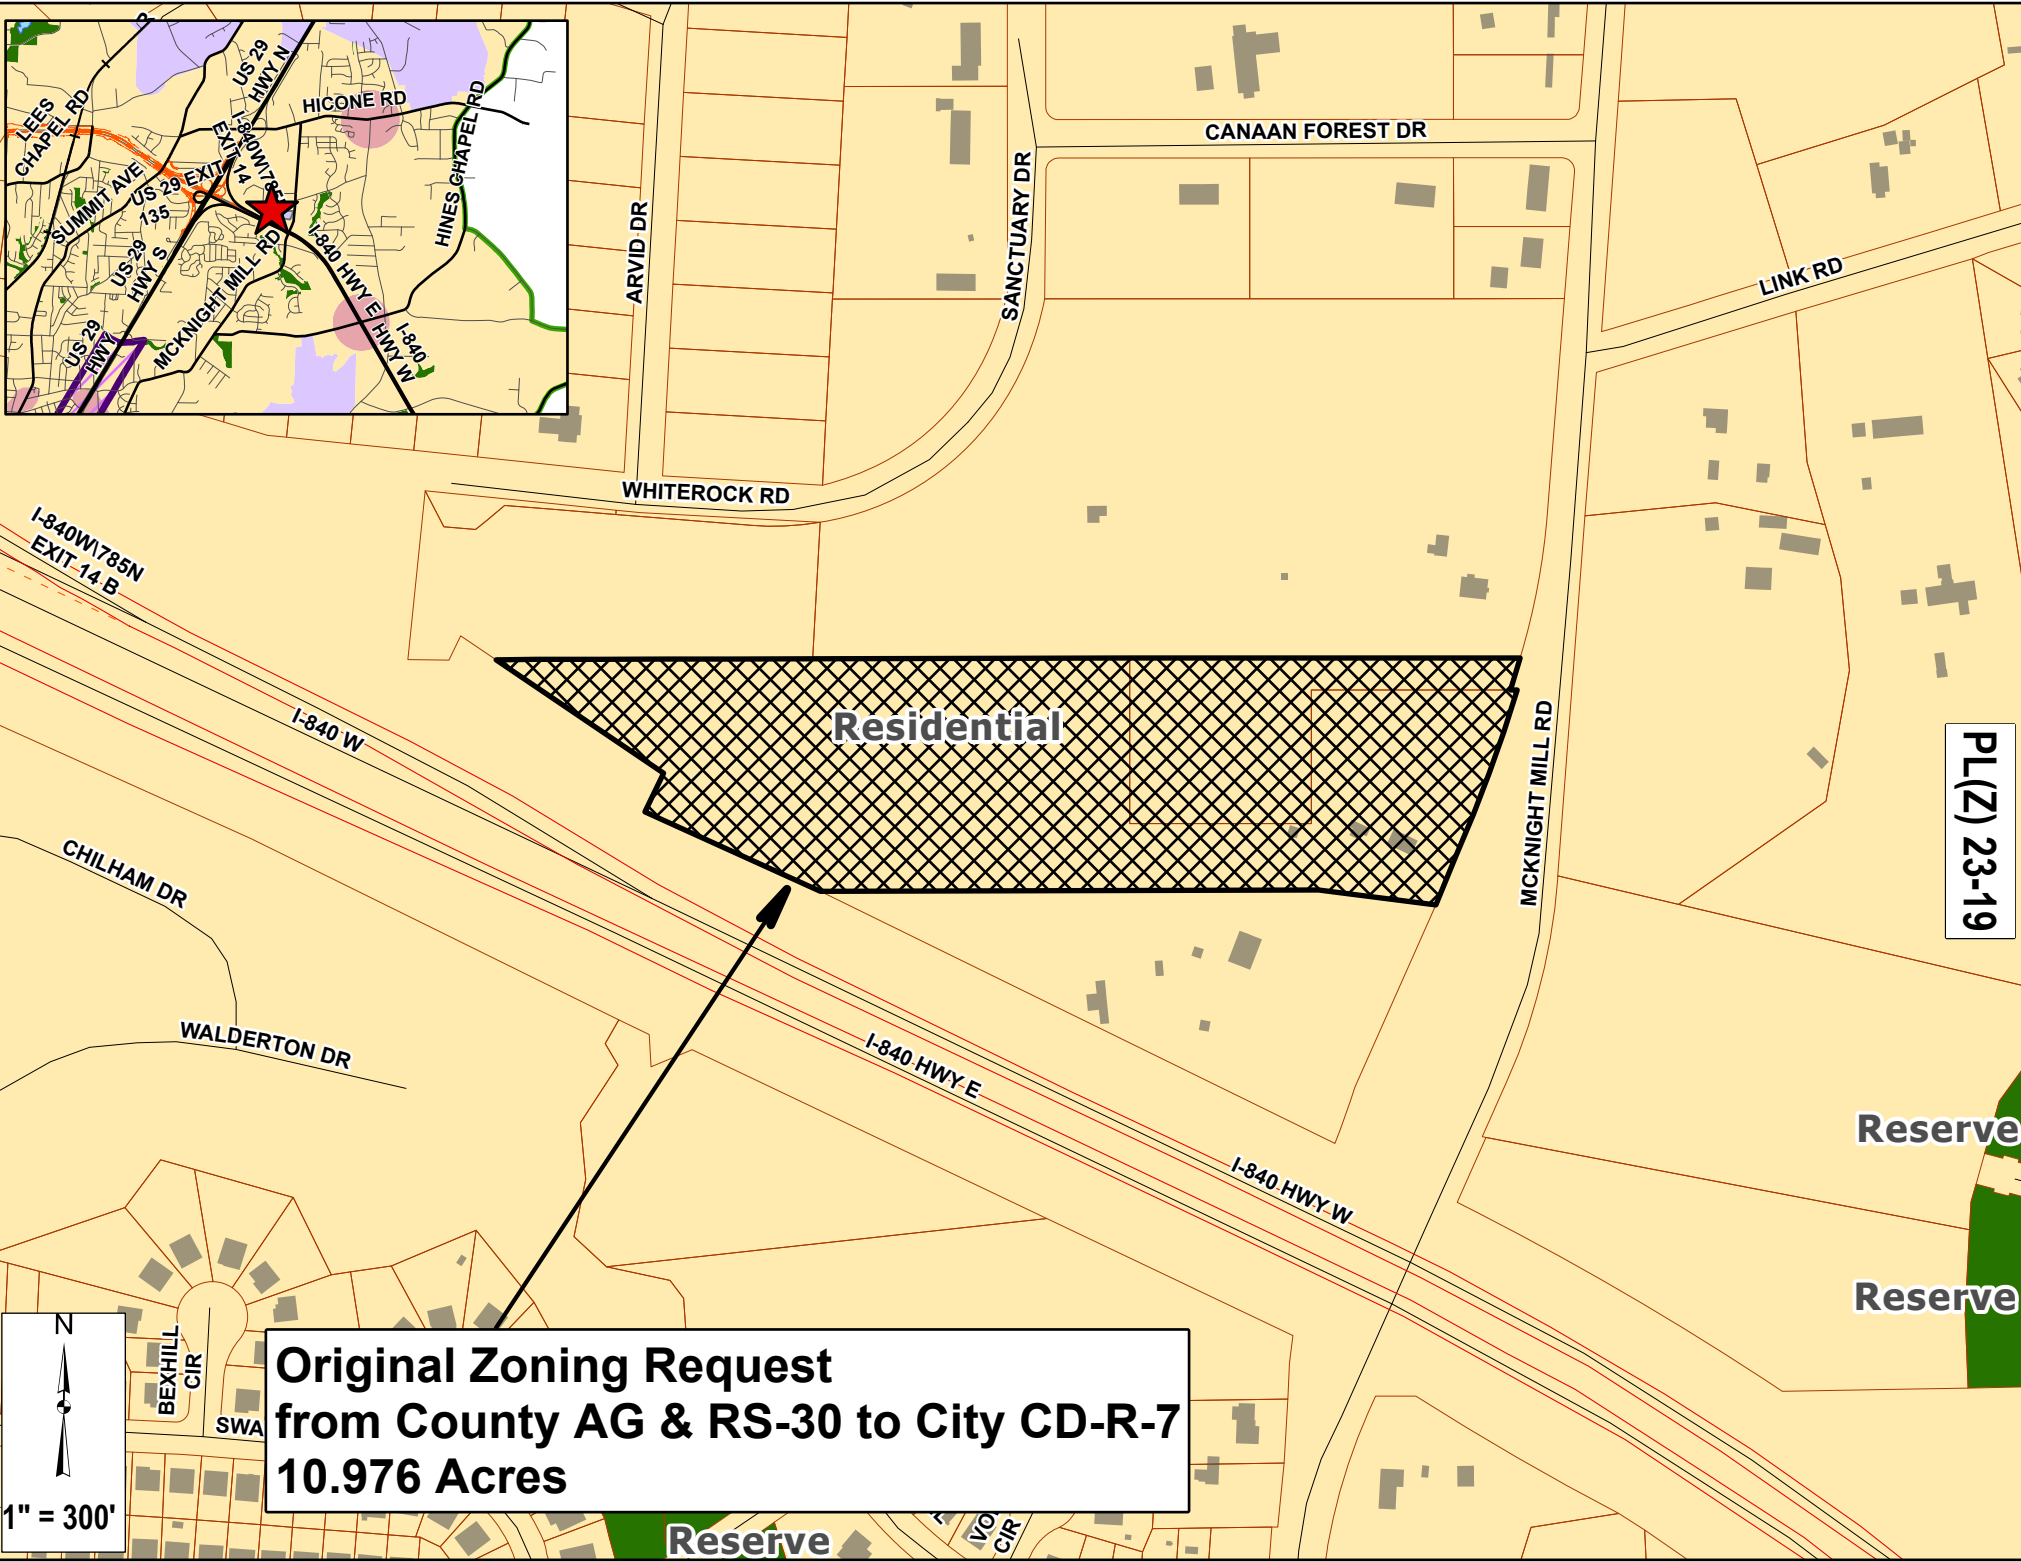 LEES
CHAPEL RD
US 29
HWY N
HICONE RD
I-840W\785
EXIT 14
HINES CHAPEL RD
SUMMIT AVE
US 29 EXIT
135
US 29
HWY S
MCKNIGHT MILL RD
I-840 HWY E
I-840
HWY W
US 29
HWY
ARVID DR
SANCTUARY DR
CANAAN FOREST DR
LINK RD
WHITEROCK RD
I-840W\785N
EXIT 14 B
I-840 W
Residential
MCKNIGHT MILL RD
PL(Z) 23-19
CHILHAM DR
WALDERTON DR
I-840 HWY E
I-840 HWY W
Reserve
Reserve
N
1" = 300'
BEXHILL
CIR
SWA
Original Zoning Request
from County AG & RS-30 to City CD-R-7
10.976 Acres
Reserve
VO
CIR